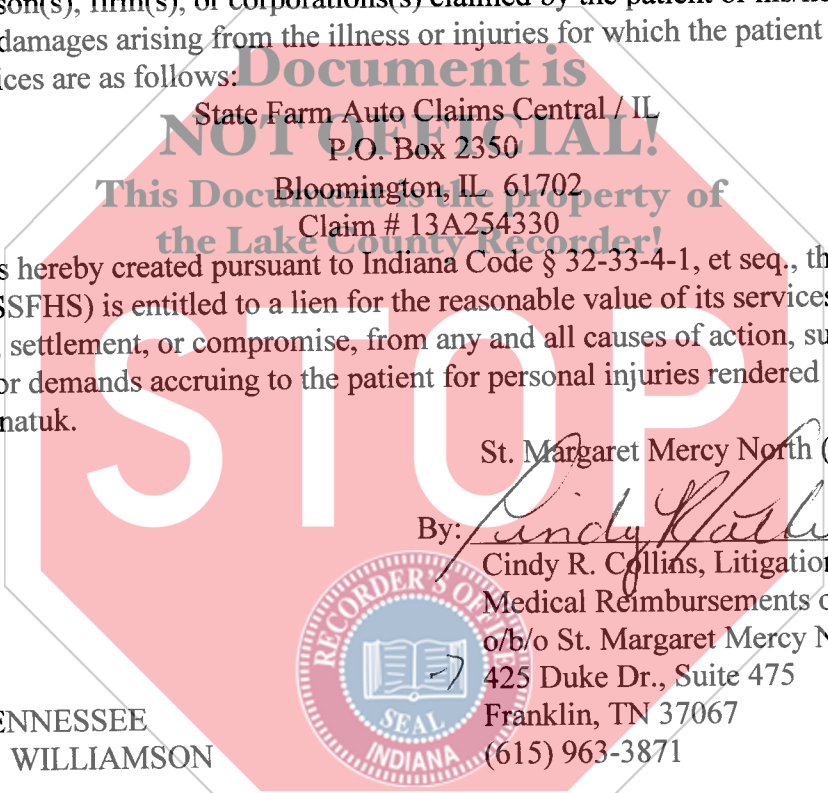 son(s), firm(s), or corporations(s) claimed by the patient or his/he
damages arising from the illness or injuries for which the patient
ices are as follows:
Document is
State Farm Auto Claims Central / IL
NOT OFFICIAL!
P.O. Box 2350
Bloomington, IL 61702
This Document is the property of
Claim # 13A254330
the Lake County Recorder!
s hereby created pursuant to Indiana Code § 32-33-4-1, et seq., th
SSFHS) is entitled to a lien for the reasonable value of its services
, settlement, or compromise, from any and all causes of action, su
or demands accruing to the patient for personal injuries rendered
natuk.
STOP
St. Margaret Mercy North (
By:
Cindy R. Collins, Litigation
Medical Reimbursements o
o/b/o St. Margaret Mercy N
425 Duke Dr., Suite 475
Franklin, TN 37067
(615) 963-3871
RECORDER'S OFFICE
SEAL
INDIANA
ENNESSEE
WILLIAMSON